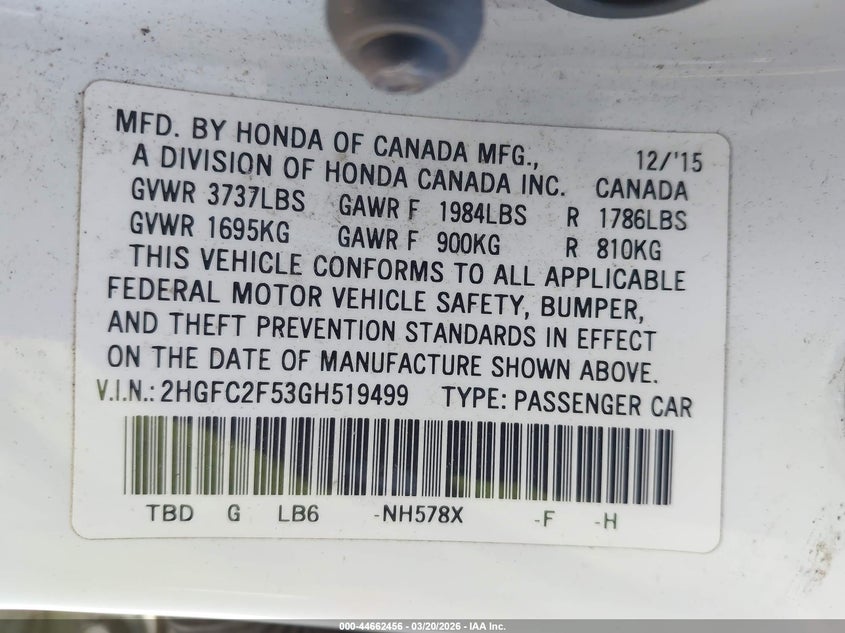 MFD. BY HONDA OF CANADA MFG., 12/'15
A DIVISION OF HONDA CANADA INC. CANADA
GVWR 3737LBS GAWR F 1984LBS R 1786LBS
GVWR 1695KG GAWR F 900KG R 810KG
THIS VEHICLE CONFORMS TO ALL APPLICABLE
FEDERAL MOTOR VEHICLE SAFETY, BUMPER,
AND THEFT PREVENTION STANDARDS IN EFFECT
ON THE DATE OF MANUFACTURE SHOWN ABOVE.
V.I.N.: 2HGFC2F53GH519499 TYPE: PASSENGER CAR
TBD G LB6 -NH578X -F -H
000-44662456 - 03/20/2026 - IAA Inc.